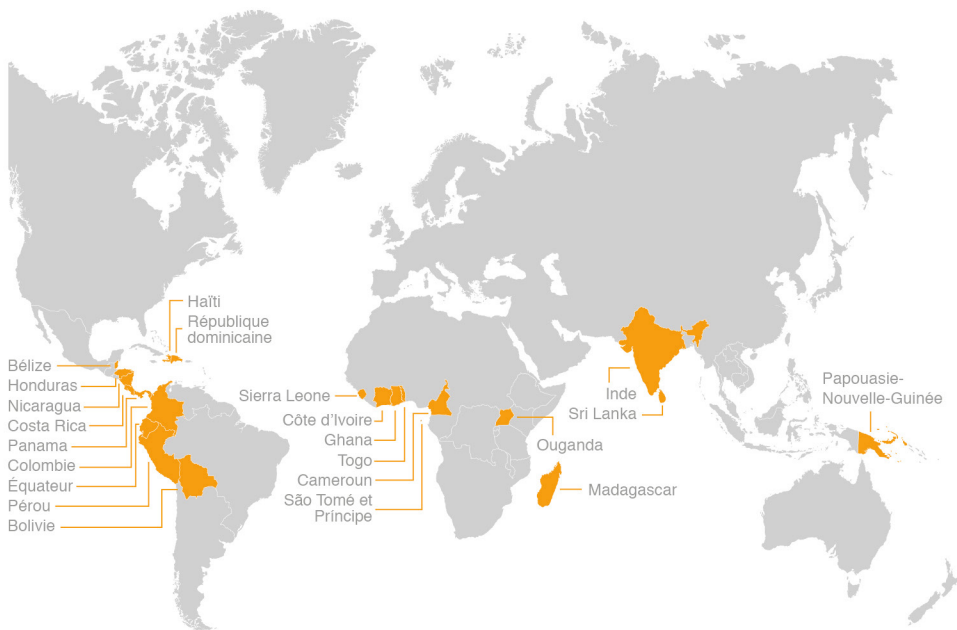 Haïti
République
dominicaine
Bélize
Honduras
Nicaragua
Costa Rica
Panama
Colombie
Équateur
Pérou
Bolivie
Sierra Leone
Côte d'Ivoire
Ghana
Togo
Cameroun
São Tomé et
Príncipe
Ouganda
Madagascar
Inde
Sri Lanka
Papouasie-
Nouvelle-Guinée